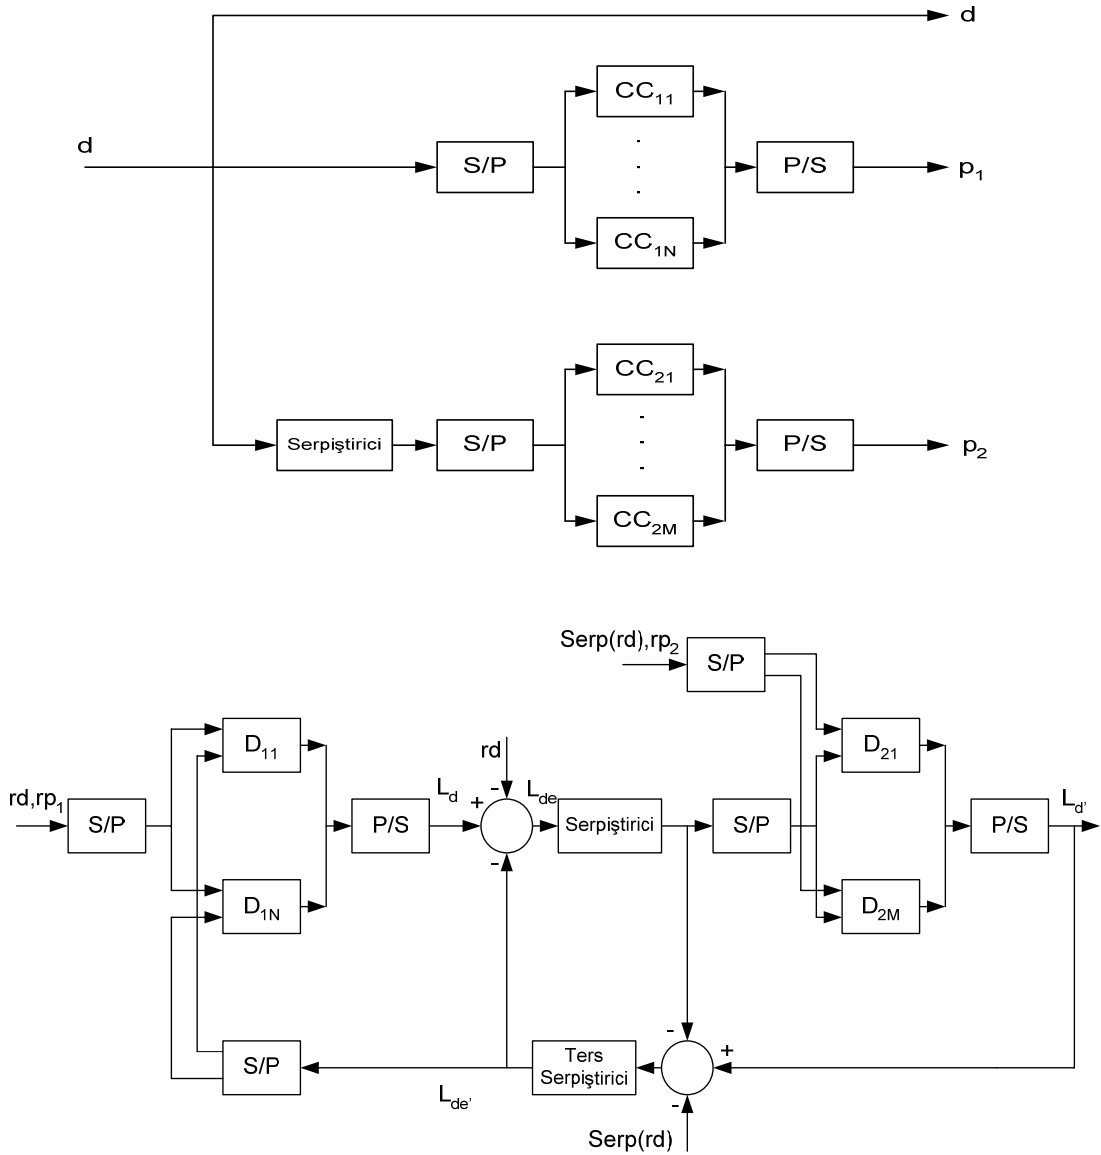 d
CC11
d
S/P
P/S
p1
CC1N
CC21
Serpiştirici
S/P
P/S
p2
CC2M
Serp(rd),rp2
S/P
D11
rd
D21
rd,rp1
S/P
P/S
Ld
+
-
-
Lde
Serpiştirici
S/P
P/S
Ld'
D1N
D2M
S/P
Lde'
Ters
Serpiştirici
-
+
-
Serp(rd)